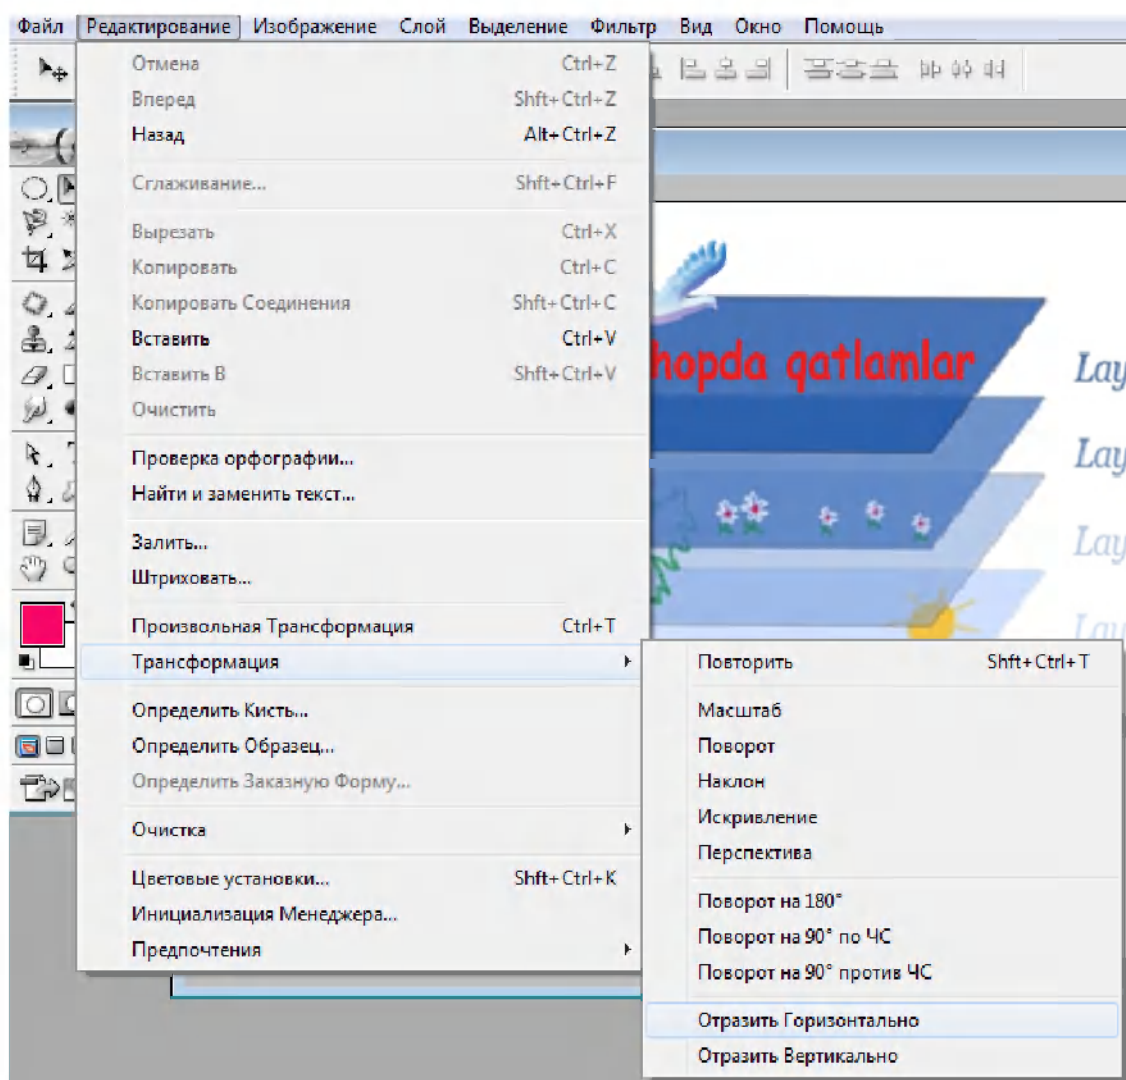 Файл Редактирование Изображение Слой Выделение Фильтр Вид Окно Помощь
Отмена Ctrl+Z
Вперед Shft+Ctrl+Z
Назад Alt+Ctrl+Z
Сглаживание... Shft+Ctrl+F
Вырезать Ctrl+X
Копировать Ctrl+C
Копировать Соединения Shft+Ctrl+C
Вставить Ctrl+V
Вставить В Shft+Ctrl+V
Очистить
Проверка орфографии...
Найти и заменить текст...
Залить...
Штриховать...
Произвольная Трансформация Ctrl+T
Трансформация
Определить Кисть...
Определить Образец...
Определить Заказную Форму...
Очистка
Цветовые установки... Shft+Ctrl+K
Инициализация Менеджера...
Предпочтения
hopda qatlamlar
Lay
Lay
Lay
Lay
Повторить Shft+Ctrl+T
Масштаб
Поворот
Наклон
Искривление
Перспектива
Поворот на 180°
Поворот на 90° по ЧС
Поворот на 90° против ЧС
Отразить Горизонтально
Отразить Вертикально